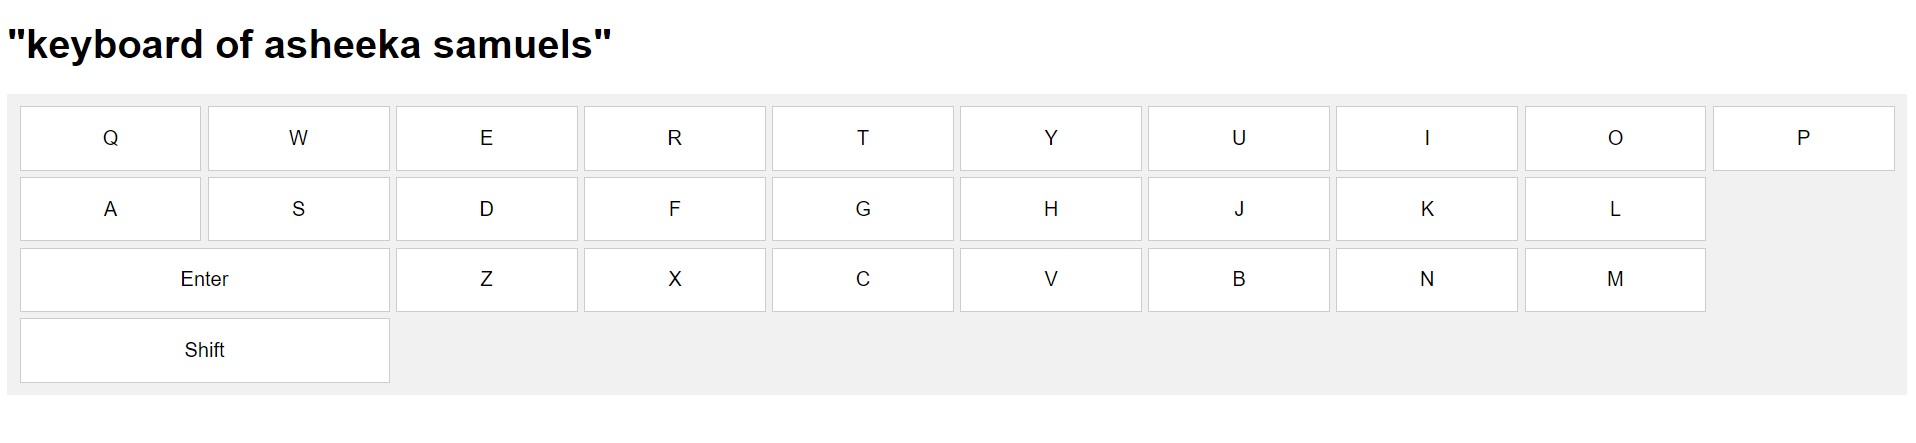 "keyboard of asheeka samuels"
Q W E R T Y U I O P
A S D F G H J K L
Enter Z X C V B N M
Shift